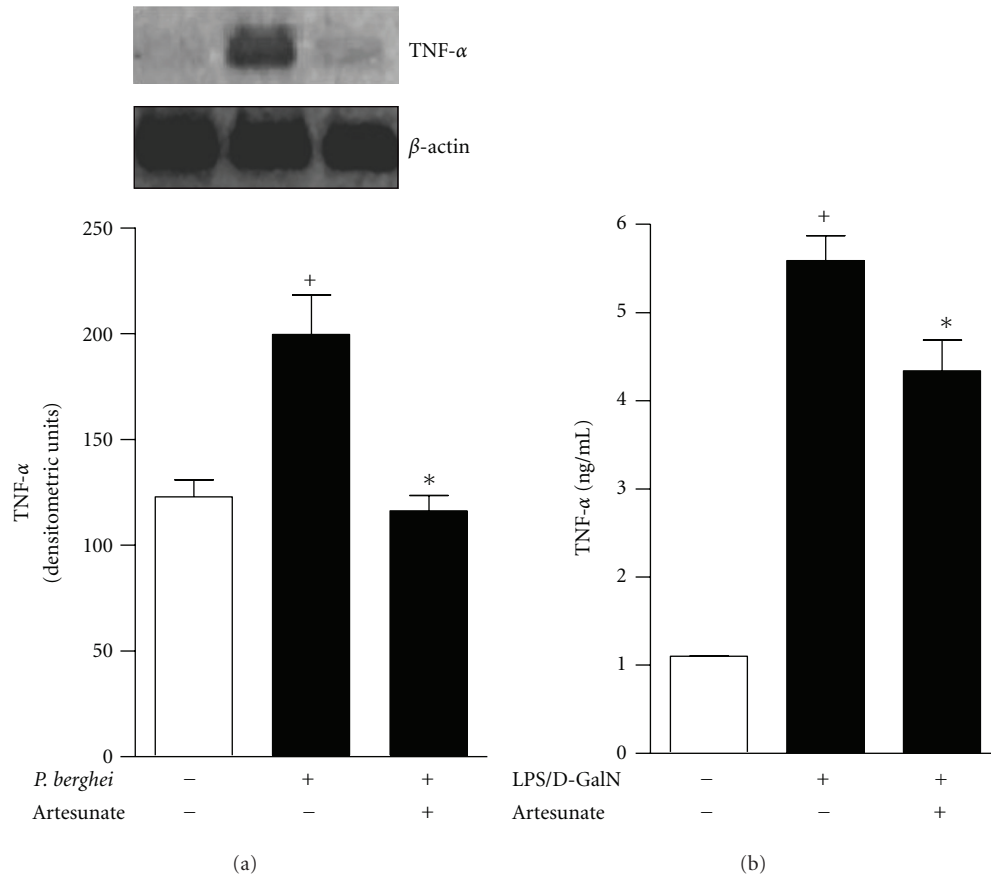 TNF-α
β-actin
250
200
150
100
50
0
TNF-α
(densitometric units)
+
*
P. berghei − + +
Artesunate − − +
(a)
6
5
4
3
2
1
0
TNF-α (ng/mL)
+
*
LPS/D-GalN − + +
Artesunate − − +
(b)